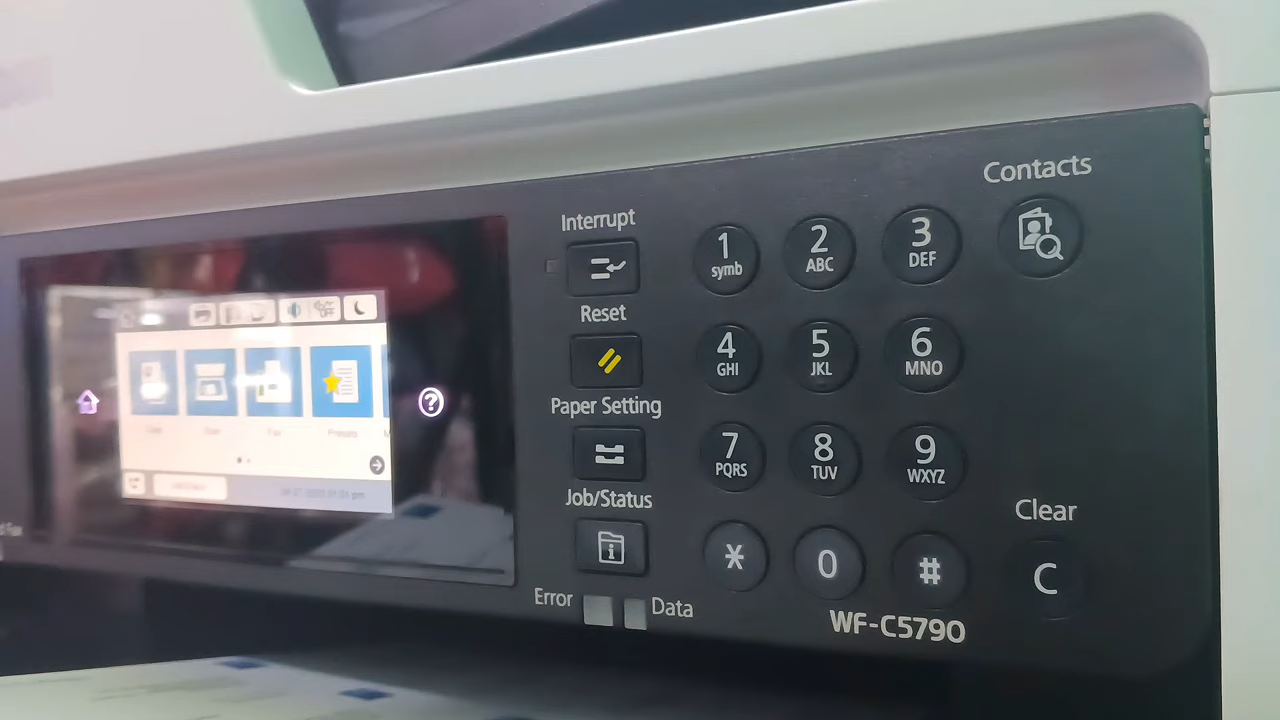 Contacts
Interrupt
1 2 3
symb ABC DEF
Reset
4 5 6
GHI JKL MNO
Paper Setting
7 8 9
PQRS TUV WXYZ
Job/Status
Clear
* 0 # C
Error Data
WF-C5790
?
Fax